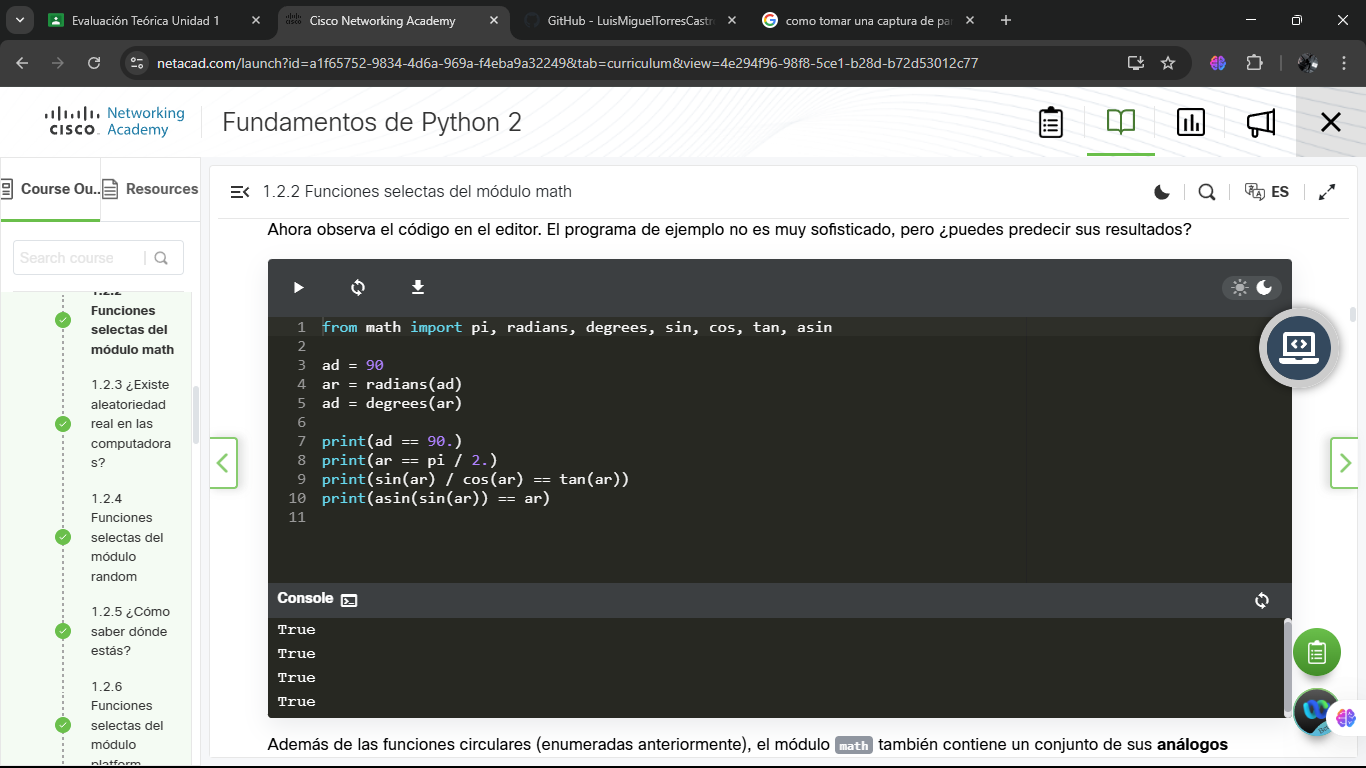 Evaluación Teórica Unidad 1
Cisco Networking Academy
GitHub - LuisMiguelTorresCastr
como tomar una captura de pa
netacad.com/launch?id=a1f65752-9834-4d6a-969a-f4eba9a32249&tab=curriculum&view=4e294f96-98f8-5ce1-b28d-b72d53012c77
CISCO Networking Academy
Fundamentos de Python 2
Course Ou...
Resources
Search course
1.2.2
Funciones
selectas del
módulo math
1.2.3 ¿Existe
aleatoriedad
real en las
computadora
s?
1.2.4
Funciones
selectas del
módulo
random
1.2.5 ¿Cómo
saber dónde
estás?
1.2.6
Funciones
selectas del
módulo
platform
1.2.2 Funciones selectas del módulo math
ES
Ahora observa el código en el editor. El programa de ejemplo no es muy sofisticado, pero ¿puedes predecir sus resultados?
1 from math import pi, radians, degrees, sin, cos, tan, asin
2
3 ad = 90
4 ar = radians(ad)
5 ad = degrees(ar)
6
7 print(ad == 90.)
8 print(ar == pi / 2.)
9 print(sin(ar) / cos(ar) == tan(ar))
10 print(asin(sin(ar)) == ar)
11
Console
True
True
True
True
Además de las funciones circulares (enumeradas anteriormente), el módulo math también contiene un conjunto de sus análogos